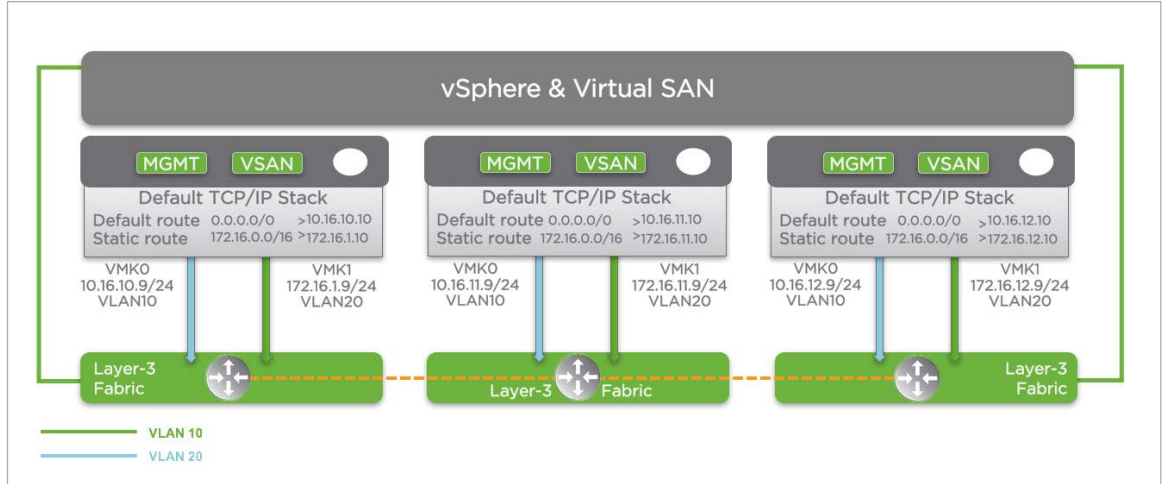 vSphere & Virtual SAN
MGMT VSAN
Default TCP/IP Stack
Default route 0.0.0.0/0 >10.16.10.10
Static route 172.16.0.0/16 >172.16.1.10
VMK0
10.16.10.9/24
VLAN10
VMK1
172.16.1.9/24
VLAN20
MGMT VSAN
Default TCP/IP Stack
Default route 0.0.0.0/0 >10.16.11.10
Static route 172.16.0.0/16 >172.16.11.10
VMK0
10.16.11.9/24
VLAN10
VMK1
172.16.11.9/24
VLAN20
MGMT VSAN
Default TCP/IP Stack
Default route 0.0.0.0/0 >10.16.12.10
Static route 172.16.0.0/16 >172.16.12.10
VMK0
10.16.12.9/24
VLAN10
VMK1
172.16.12.9/24
VLAN20
Layer-3
Fabric
Layer-3 Fabric
Layer-3
Fabric
VLAN 10
VLAN 20